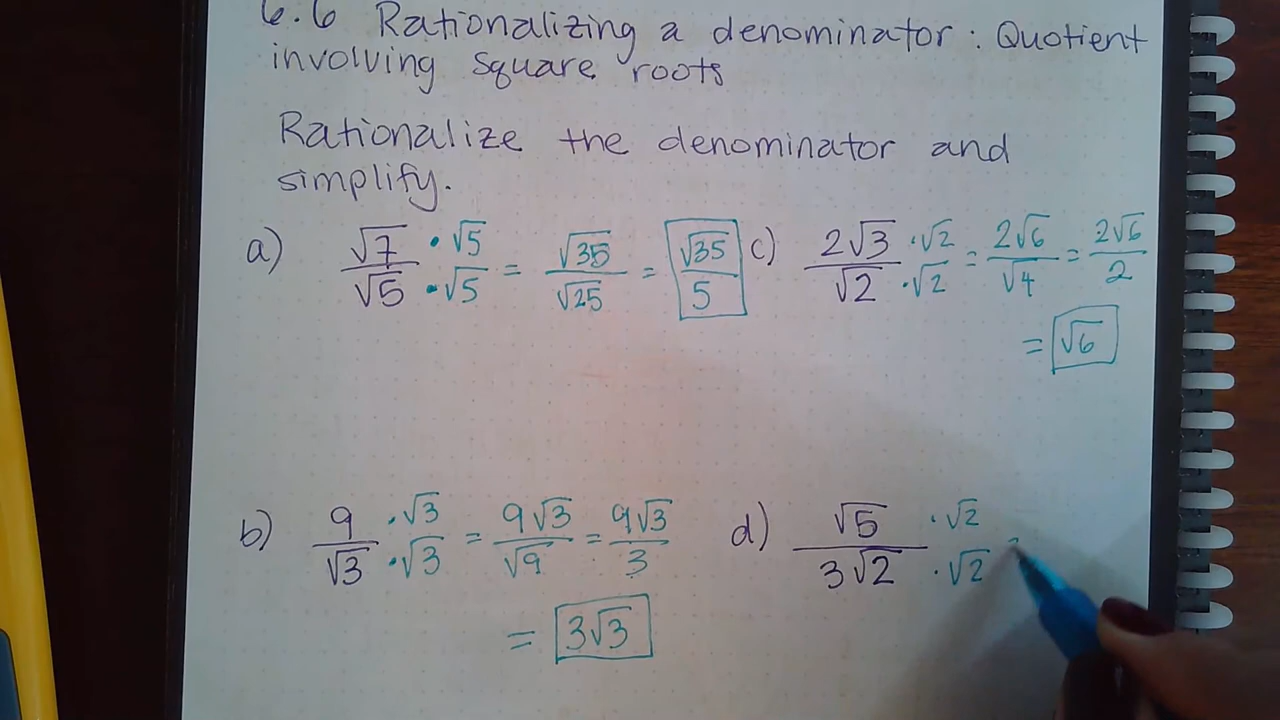 6.6 Rationalizing a denominator: Quotient
involving square roots
Rationalize the denominator and
simplify.
a) √7/√5 · √5/√5 = √35/√25 = √35/5
c) 2√3/√2 · √2/√2 = 2√6/√4 = 2√6/2
= √6
b) 9/√3 · √3/√3 = 9√3/√9 = 9√3/3
= 3√3
d) √5/3√2 · √2/√2 =